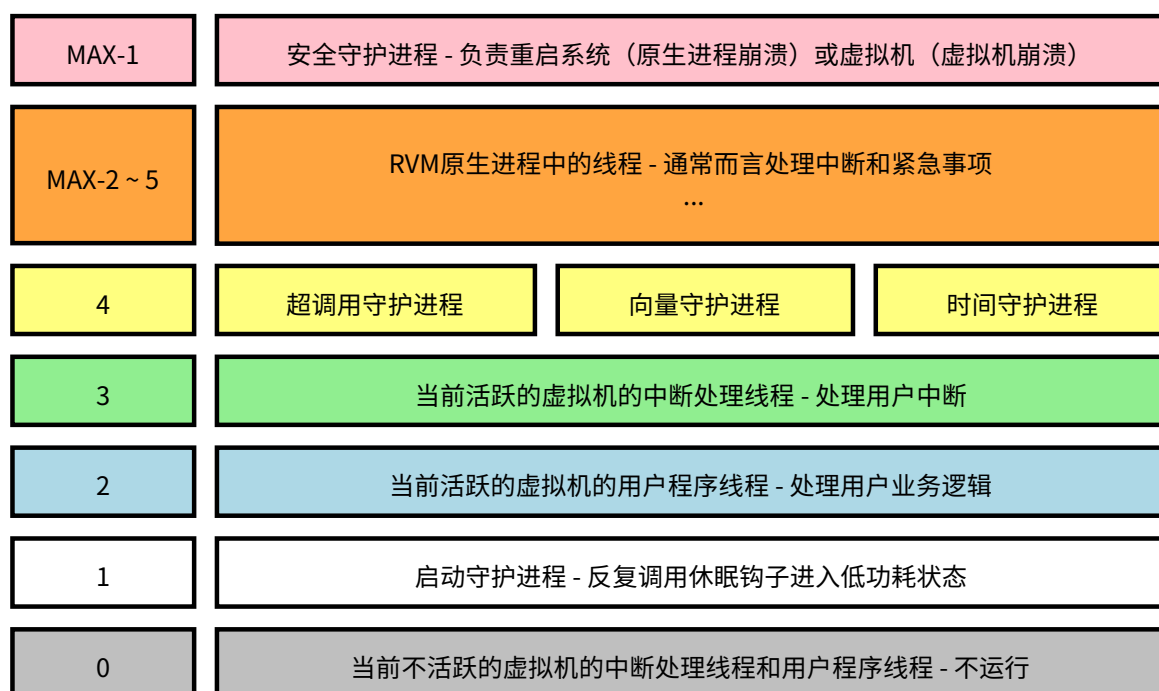 MAX-1
安全守护进程 - 负责重启系统（原生进程崩溃）或虚拟机（虚拟机崩溃）
MAX-2 ~ 5
RVM原生进程中的线程 - 通常而言处理中断和紧急事项
...
4
超调用守护进程
向量守护进程
时间守护进程
3
当前活跃的虚拟机的中断处理线程 - 处理用户中断
2
当前活跃的虚拟机的用户程序线程 - 处理用户业务逻辑
1
启动守护进程 - 反复调用休眠钩子进入低功耗状态
0
当前不活跃的虚拟机的中断处理线程和用户程序线程 - 不运行